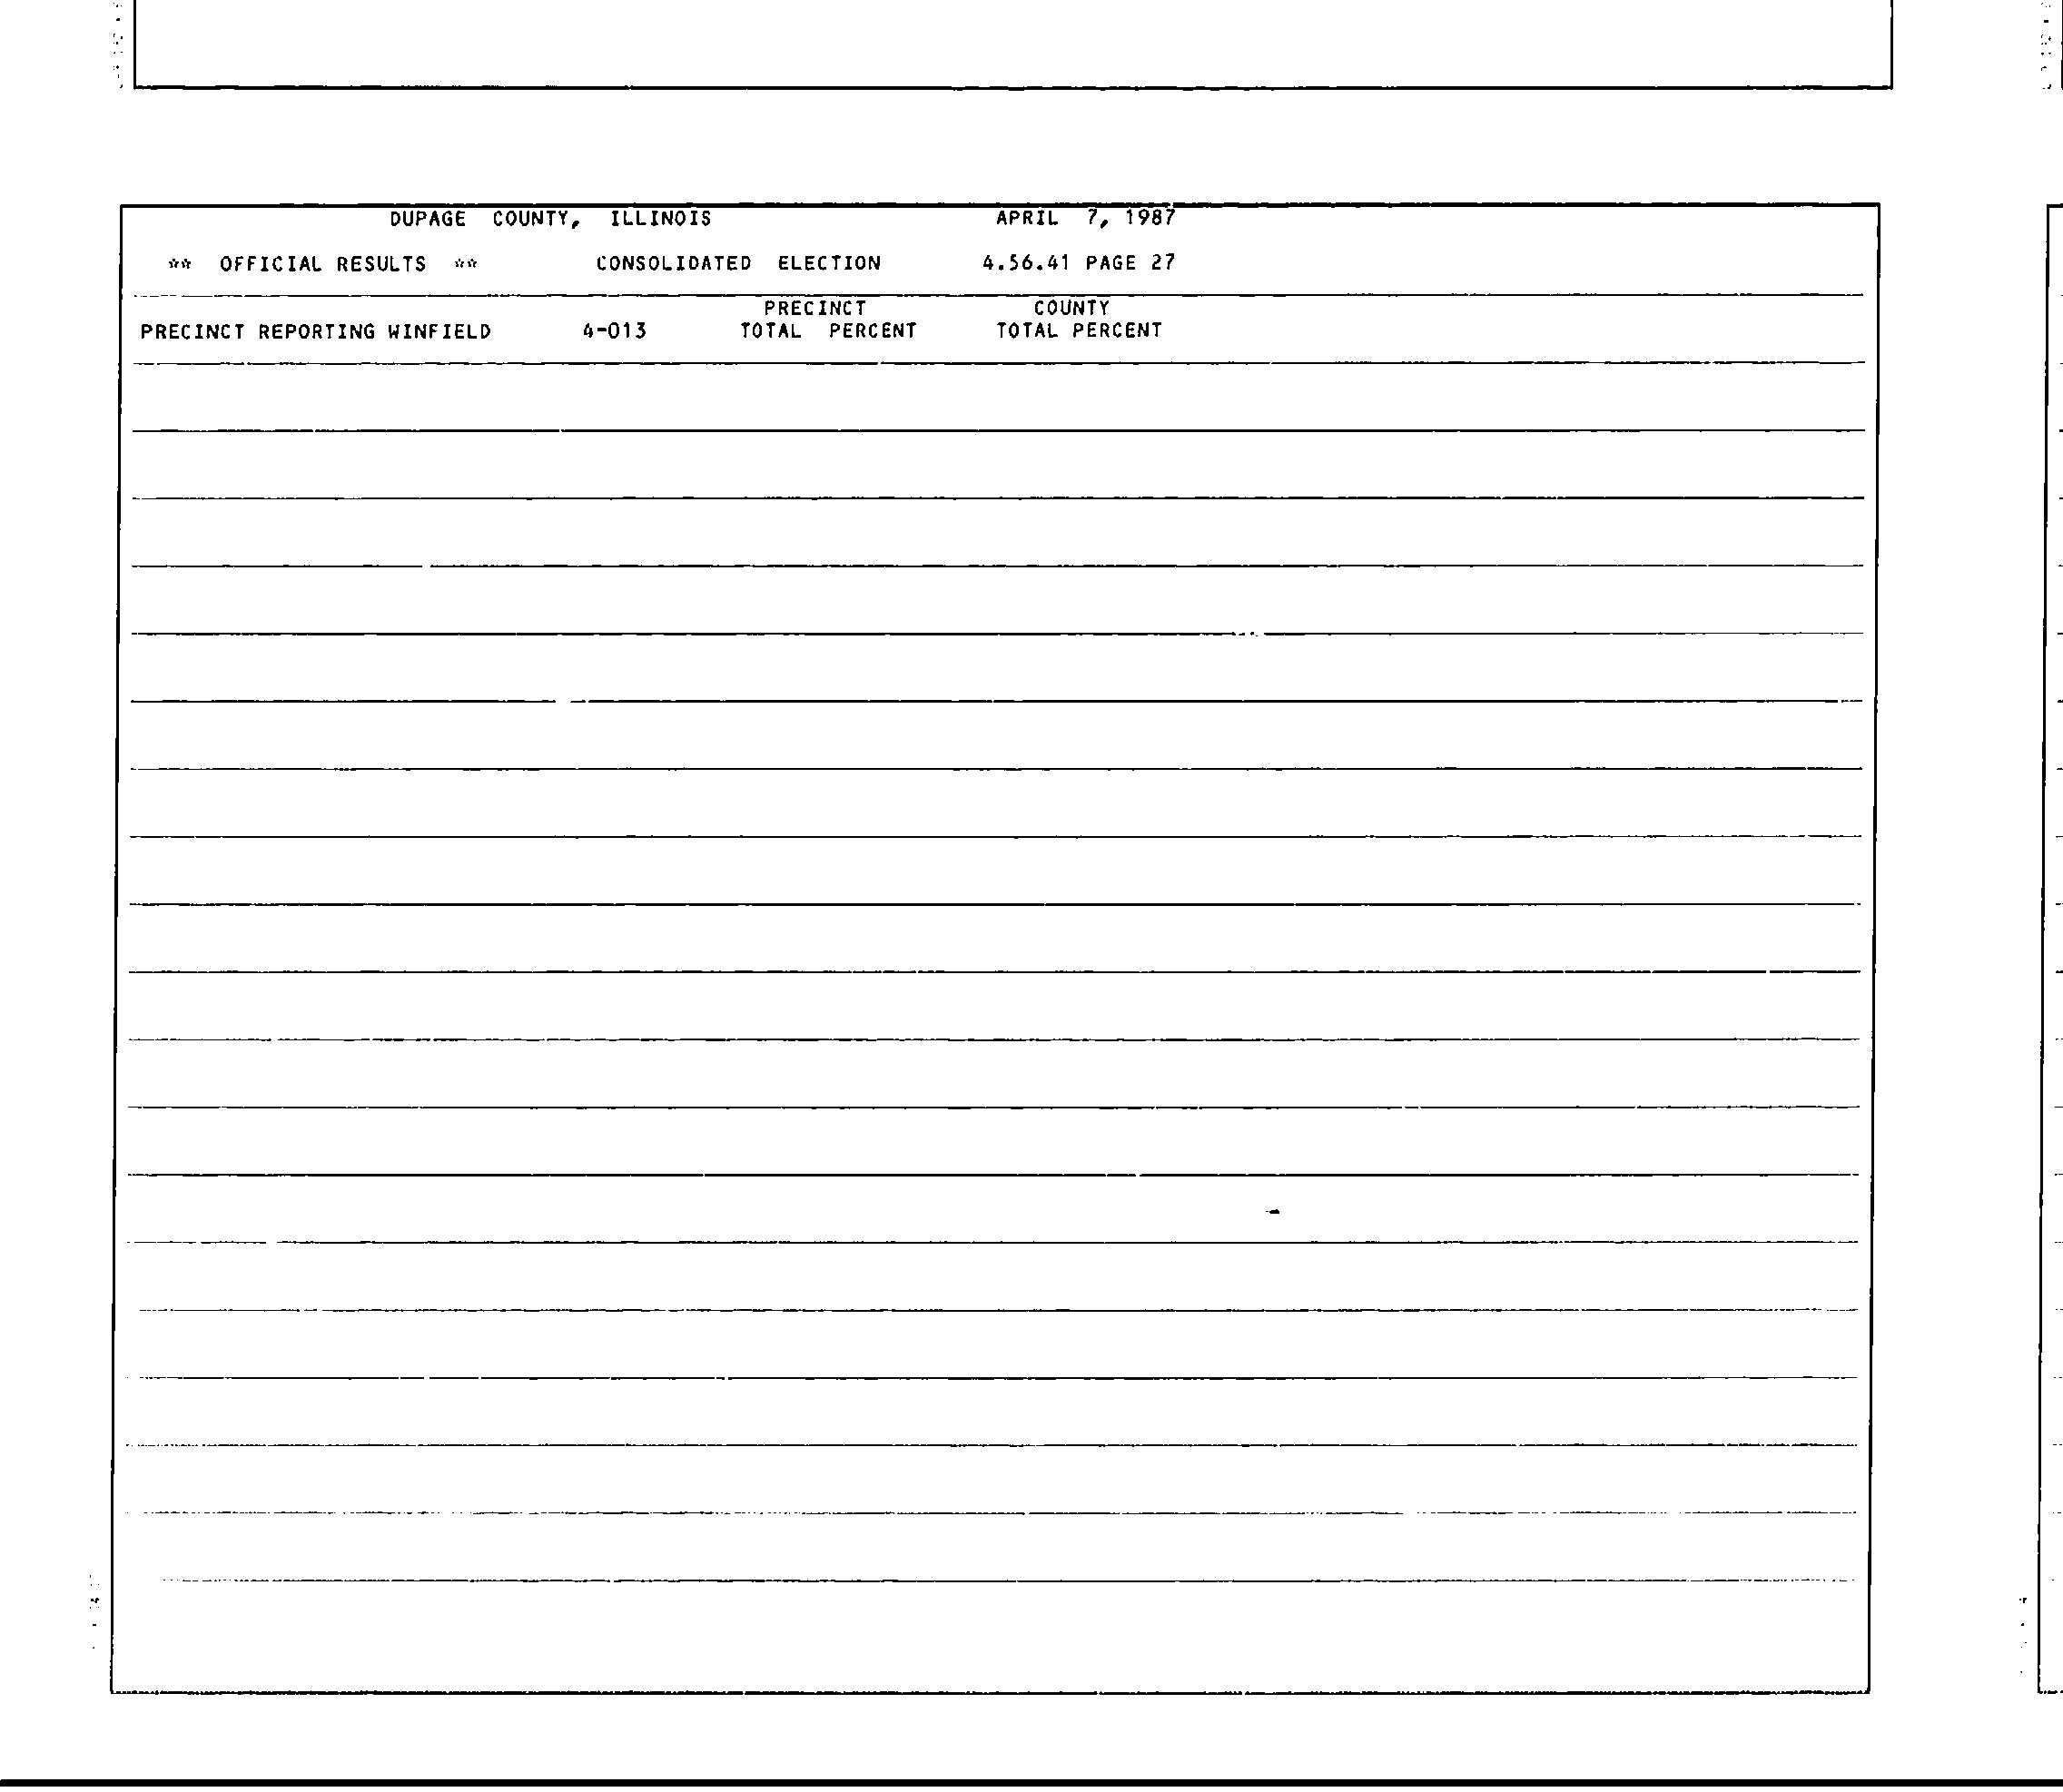 DUPAGE COUNTY, ILLINOIS APRIL 7, 1987
** OFFICIAL RESULTS ** CONSOLIDATED ELECTION 4.56.41 PAGE 27
PRECINCT COUNTY
PRECINCT REPORTING WINFIELD 4-013 TOTAL PERCENT TOTAL PERCENT